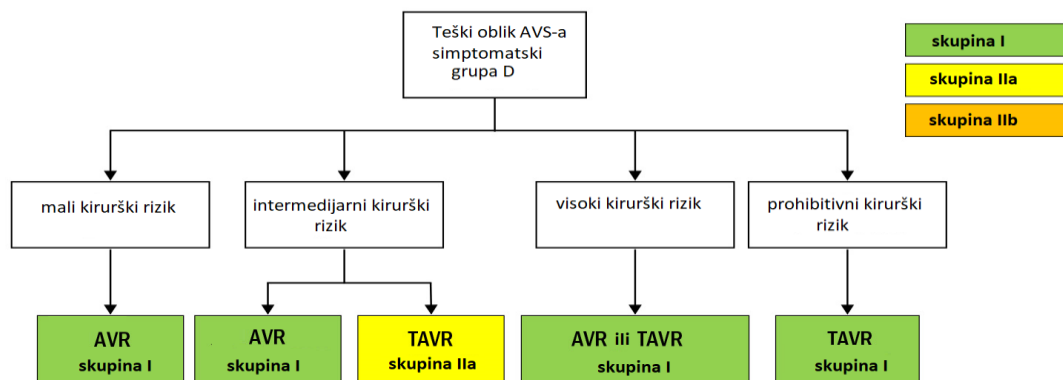 Teški oblik AVS-a
simptomatski
grupa D
skupina I
skupina IIa
skupina IIb
mali kirurški rizik
intermedijarni kirurški
rizik
visoki kirurški rizik
prohibitivni kirurški
rizik
AVR
skupina I
AVR
skupina I
TAVR
skupina IIa
AVR ili TAVR
skupina I
TAVR
skupina I